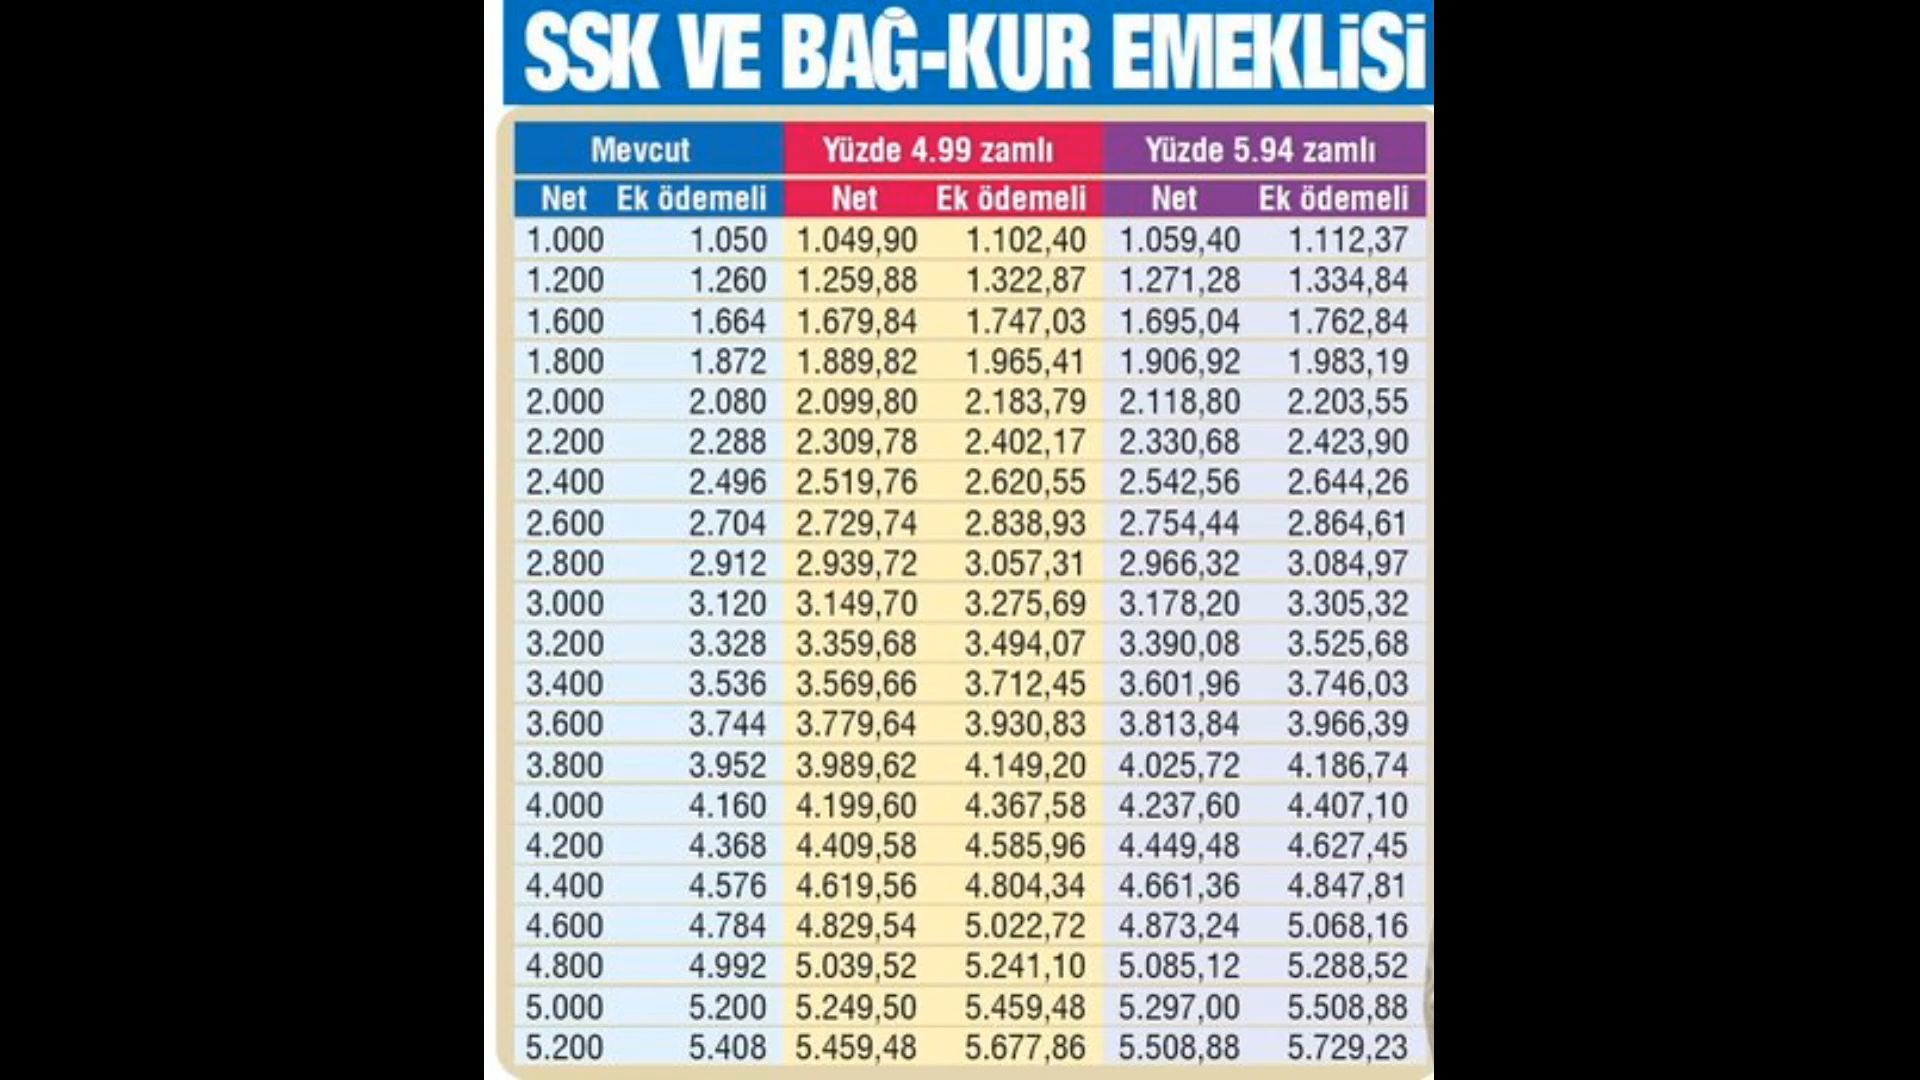 SSK VE BAĞ-KUR EMEKLİSİ
Mevcut Yüzde 4.99 zamlı Yüzde 5.94 zamlı
Net Ek ödemeli Net Ek ödemeli Net Ek ödemeli
1.000 1.050 1.049,90 1.102,40 1.059,40 1.112,37
1.200 1.260 1.259,88 1.322,87 1.271,28 1.334,84
1.600 1.664 1.679,84 1.747,03 1.695,04 1.762,84
1.800 1.872 1.889,82 1.965,41 1.906,92 1.983,19
2.000 2.080 2.099,80 2.183,79 2.118,80 2.203,55
2.200 2.288 2.309,78 2.402,17 2.330,68 2.423,90
2.400 2.496 2.519,76 2.620,55 2.542,56 2.644,26
2.600 2.704 2.729,74 2.838,93 2.754,44 2.864,61
2.800 2.912 2.939,72 3.057,31 2.966,32 3.084,97
3.000 3.120 3.149,70 3.275,69 3.178,20 3.305,32
3.200 3.328 3.359,68 3.494,07 3.390,08 3.525,68
3.400 3.536 3.569,66 3.712,45 3.601,96 3.746,03
3.600 3.744 3.779,64 3.930,83 3.813,84 3.966,39
3.800 3.952 3.989,62 4.149,20 4.025,72 4.186,74
4.000 4.160 4.199,60 4.367,58 4.237,60 4.407,10
4.200 4.368 4.409,58 4.585,96 4.449,48 4.627,45
4.400 4.576 4.619,56 4.804,34 4.661,36 4.847,81
4.600 4.784 4.829,54 5.022,72 4.873,24 5.068,16
4.800 4.992 5.039,52 5.241,10 5.085,12 5.288,52
5.000 5.200 5.249,50 5.459,48 5.297,00 5.508,88
5.200 5.408 5.459,48 5.677,86 5.508,88 5.729,23